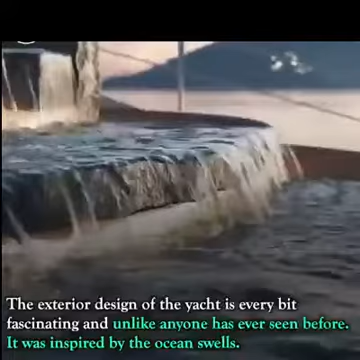 The exterior design of the yacht is every bit
fascinating and unlike anyone has ever seen before.
It was inspired by the ocean swells.